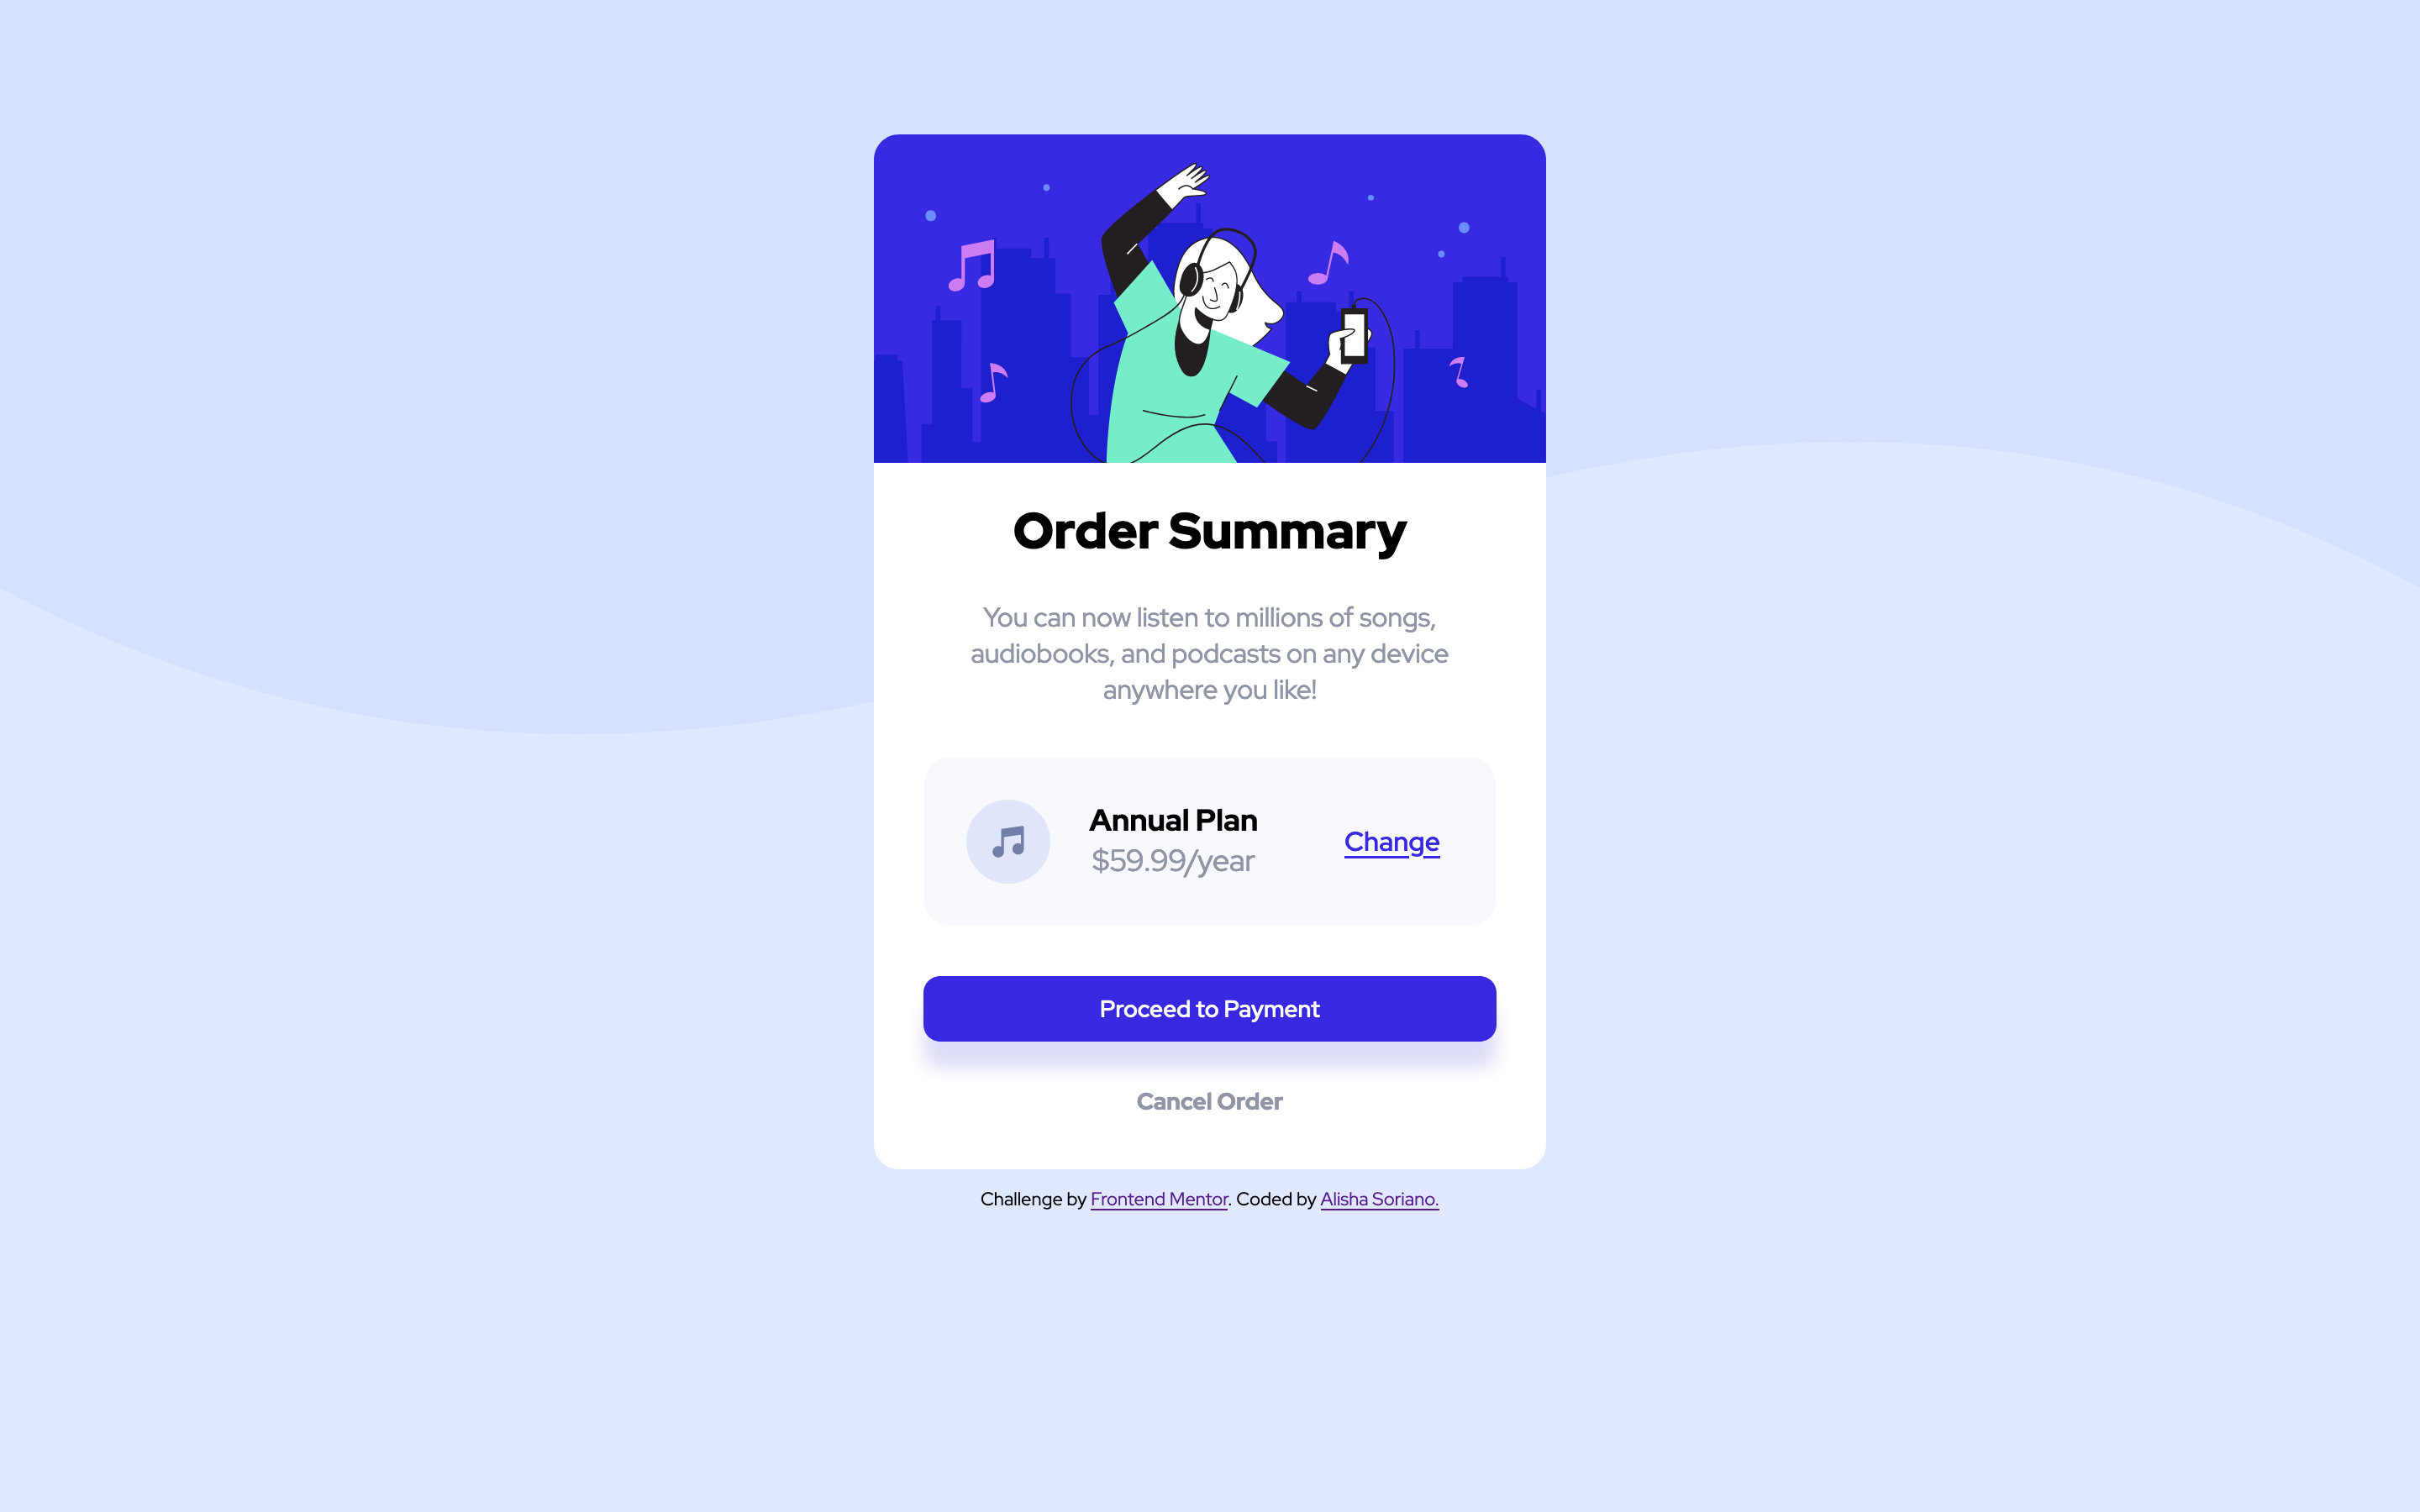 Order Summary
You can now listen to millions of songs,
audiobooks, and podcasts on any device
anywhere you like!
Annual Plan
$59.99/year
Change
Proceed to Payment
Cancel Order
Challenge by Frontend Mentor. Coded by Alisha Soriano.